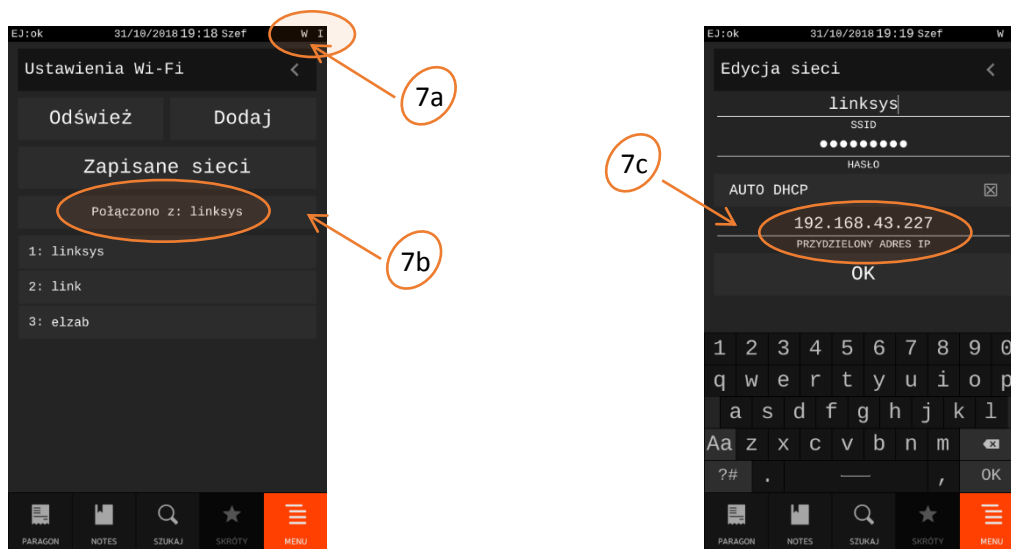 EJ:ok 31/10/2018 19:18 Szef W I
Ustawienia Wi-Fi <
Odśwież Dodaj
Zapisane sieci
Połączono z: linksys
1: linksys
2: link
3: elzab
PARAGON NOTES SZUKAJ SKRÓTY MENU
7a
7b
7c
EJ:ok 31/10/2018 19:19 Szef W
Edycja sieci <
linksys
SSID
●●●●●●●●●
HASŁO
AUTO DHCP
192.168.43.227
PRZYDZIELONY ADRES IP
OK
1 2 3 4 5 6 7 8 9 0
q w e r t y u i o p
a s d f g h j k l
Aa z x c v b n m
?# . , OK
PARAGON NOTES SZUKAJ SKRÓTY MENU